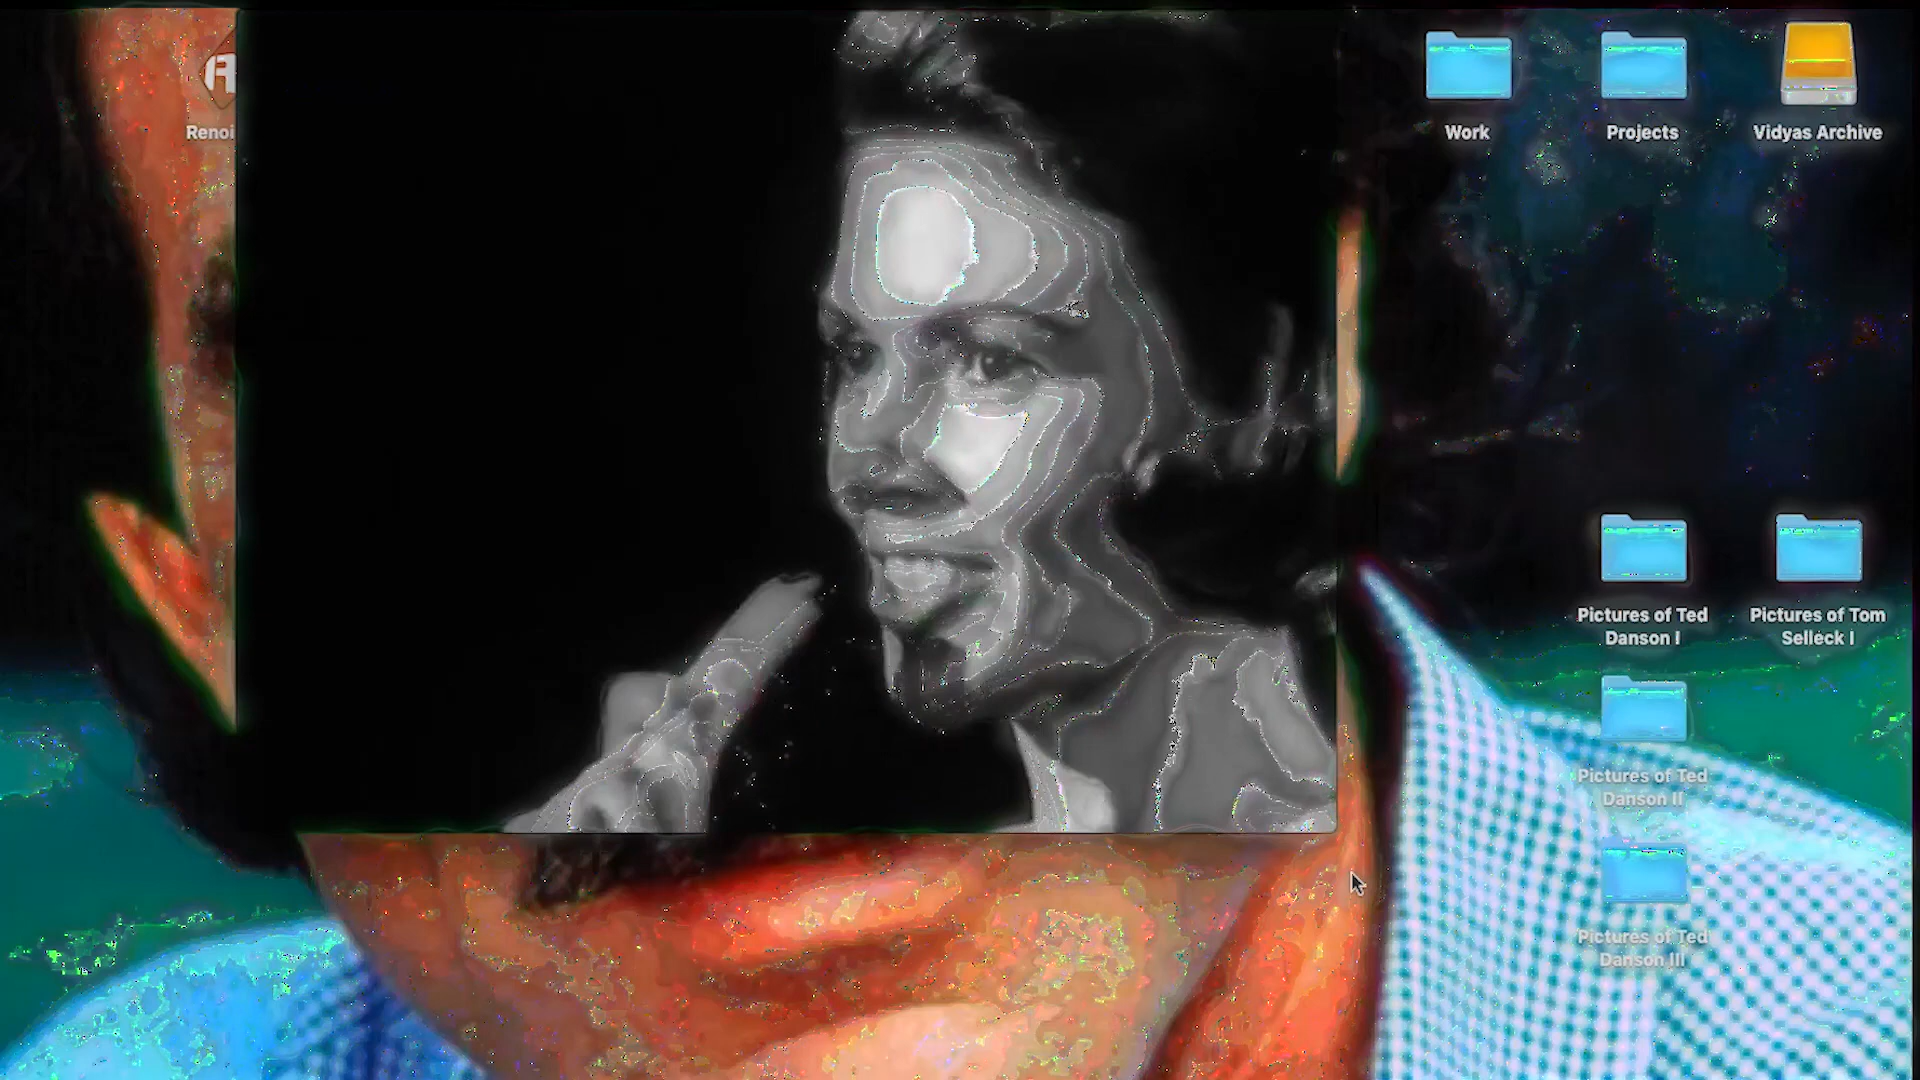 Renoi
Work
Projects
Vidyas Archive
Pictures of Ted
Danson I
Pictures of Tom
Selleck I
Pictures of Ted
Danson II
Pictures of Ted
Danson III